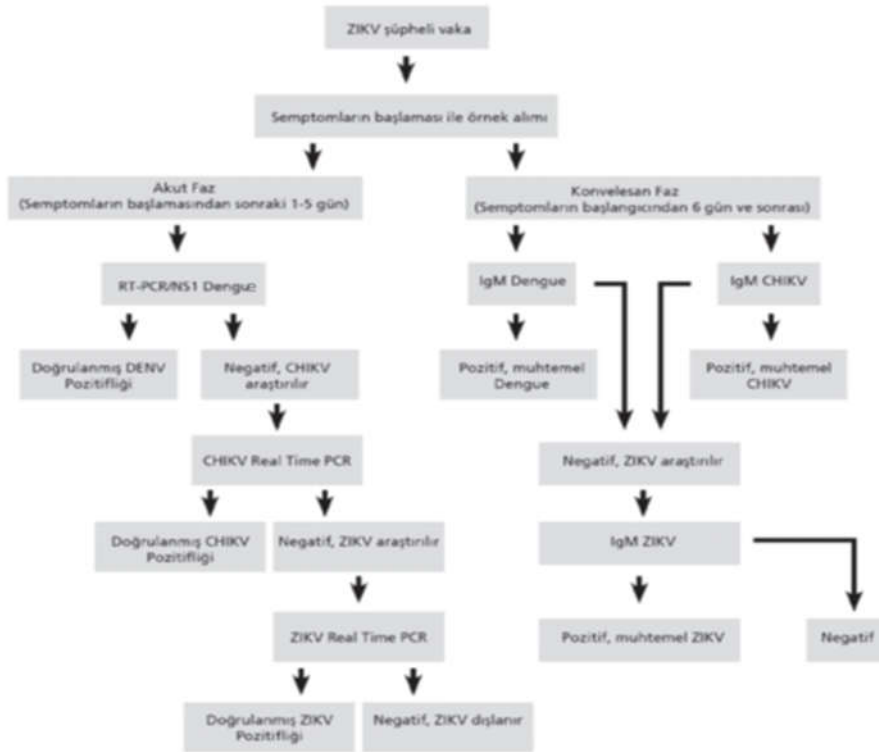 ZIKV şüpheli vaka
Semptomların başlaması ile örnek alımı
Akut Faz
(Semptomların başlamasından sonraki 1-5 gün)
Konvelesan Faz
(Semptomların başlangıcından 6 gün ve sonrası)
RT-PCR/NS1 Dengue
IgM Dengue
IgM CHIKV
Doğrulanmış DENV
Pozitifliği
Negatif, CHIKV
araştırılır
Pozitif, muhtemel
Dengue
Pozitif, muhtemel
CHIKV
CHIKV Real Time PCR
Negatif, ZIKV araştırılır
Doğrulanmış CHIKV
Pozitifliği
Negatif, ZIKV araştırılır
IgM ZIKV
ZIKV Real Time PCR
Pozitif, muhtemel ZIKV
Negatif
Doğrulanmış ZIKV
Pozitifliği
Negatif, ZIKV dışlanır